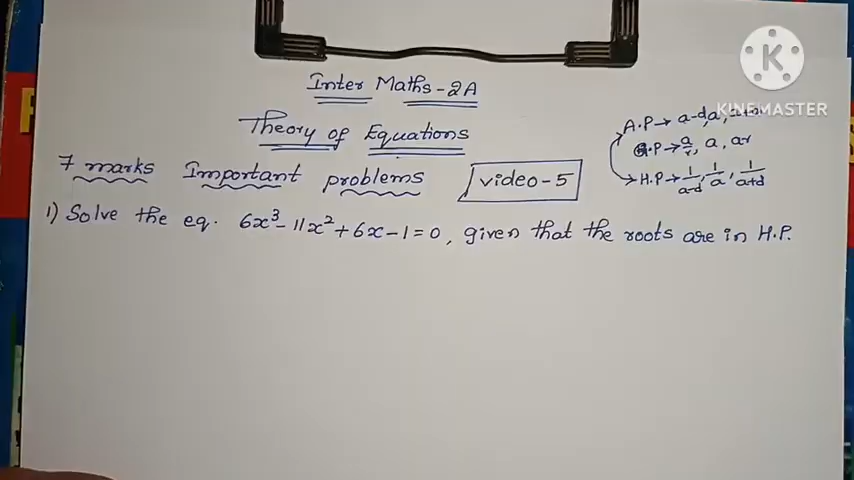 Inter Maths-2A
Theory of Equations
7 marks Important problems video-5
A.P → a-d, a,
G.P → a/r, a, ar
H.P → 1/a-d, 1/a, 1/a+d
1) Solve the eq. 6x³ - 11x² + 6x - 1 = 0, given that the roots are in H.P.
KINEMASTER